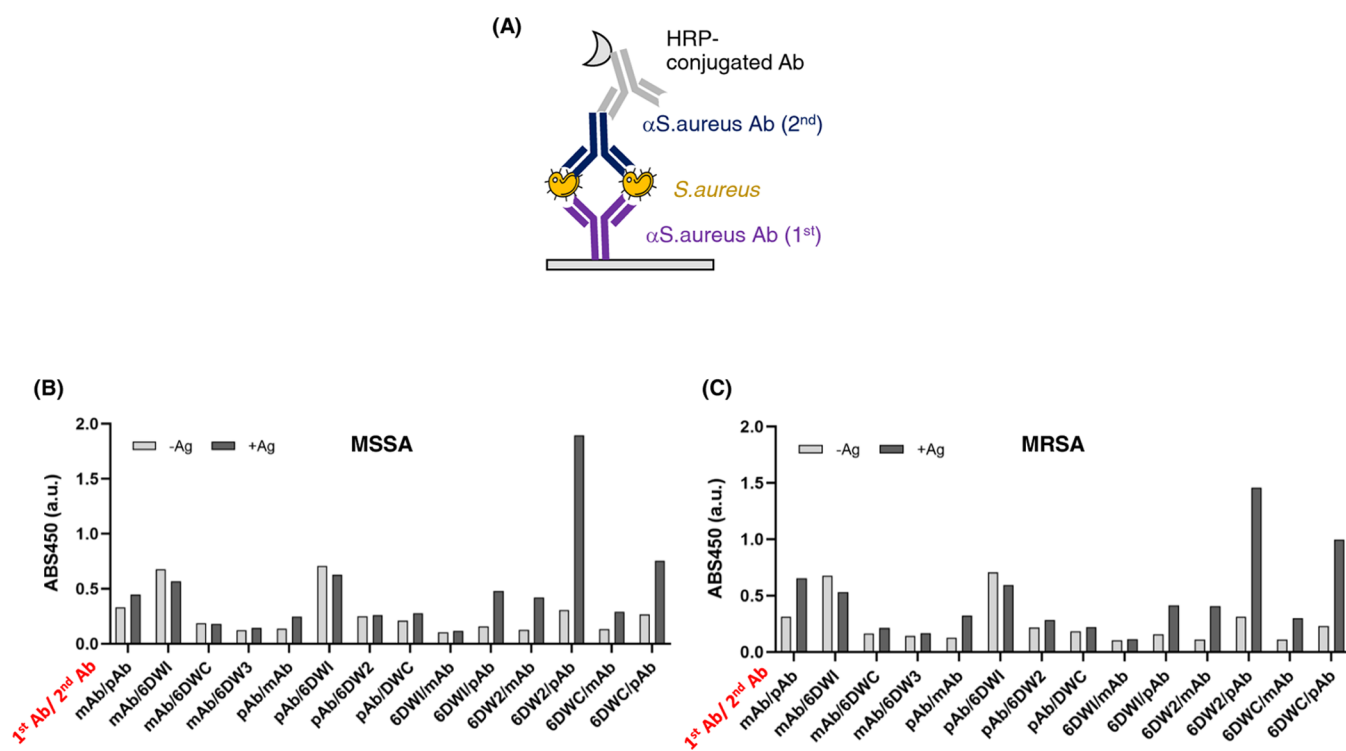 (A)
HRP-
conjugated Ab
αS.aureus Ab (2nd)
S.aureus
αS.aureus Ab (1st)
(B)
MSSA
-Ag
+Ag
ABS450 (a.u.)
2.0
1.5
1.0
0.5
0.0
1st Ab/ 2nd Ab
mAb/pAb
mAb/6DWI
mAb/6DWC
mAb/6DW3
pAb/mAb
pAb/6DWI
pAb/6DW2
pAb/DWC
6DWI/mAb
6DWI/pAb
6DW2/mAb
6DW2/pAb
6DWC/mAb
6DWC/pAb
(C)
MRSA
-Ag
+Ag
ABS450 (a.u.)
2.0
1.5
1.0
0.5
0.0
1st Ab/ 2nd Ab
mAb/pAb
mAb/6DWI
mAb/6DWC
mAb/6DW3
pAb/mAb
pAb/6DWI
pAb/6DW2
pAb/DWC
6DWI/mAb
6DWI/pAb
6DW2/mAb
6DW2/pAb
6DWC/mAb
6DWC/pAb